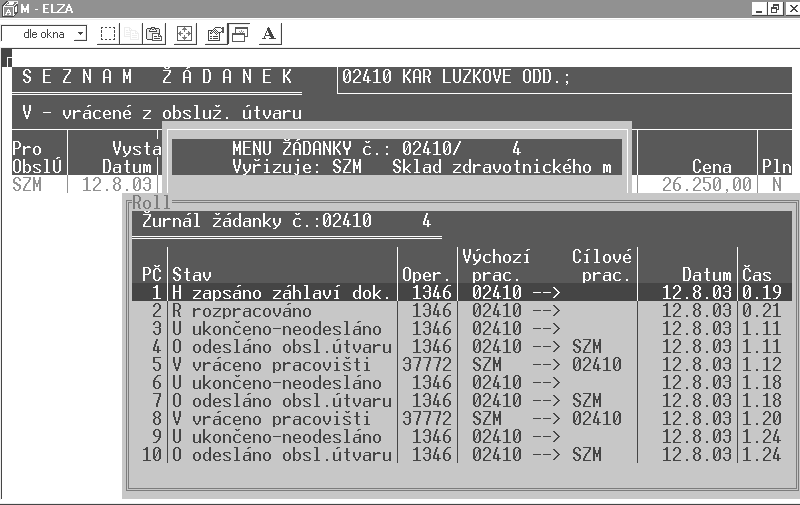 M - ELZA
dle okna
A
S E Z N A M   Ž Á D A N E K   02410 KAR LUZKOVE ODD.;
V - vrácené z obsluž. útvaru
MENU ŽÁDANKY č.: 02410/ 4
Pro Vysta
ObslÚ Datum Vyřizuje: SZM Sklad zdravotnického m Cena Pln
SZM 12.8.03 26.250,00 N
Roll
Žurnál žádanky č.:02410 4
Výchozí Cílové
PČ Stav Oper. prac. prac. Datum Čas
1 H zapsáno záhlaví dok. 1346 02410 --> 12.8.03 0.19
2 R rozpracováno 1346 02410 --> 12.8.03 0.21
3 U ukončeno-neodesláno 1346 02410 --> 12.8.03 1.11
4 O odesláno obsl.útvaru 1346 02410 --> SZM 12.8.03 1.11
5 V vráceno pracovišti 37772 SZM --> 02410 12.8.03 1.12
6 U ukončeno-neodesláno 1346 02410 --> 12.8.03 1.18
7 O odesláno obsl.útvaru 1346 02410 --> SZM 12.8.03 1.18
8 V vráceno pracovišti 37772 SZM --> 02410 12.8.03 1.20
9 U ukončeno-neodesláno 1346 02410 --> 12.8.03 1.24
10 O odesláno obsl.útvaru 1346 02410 --> SZM 12.8.03 1.24